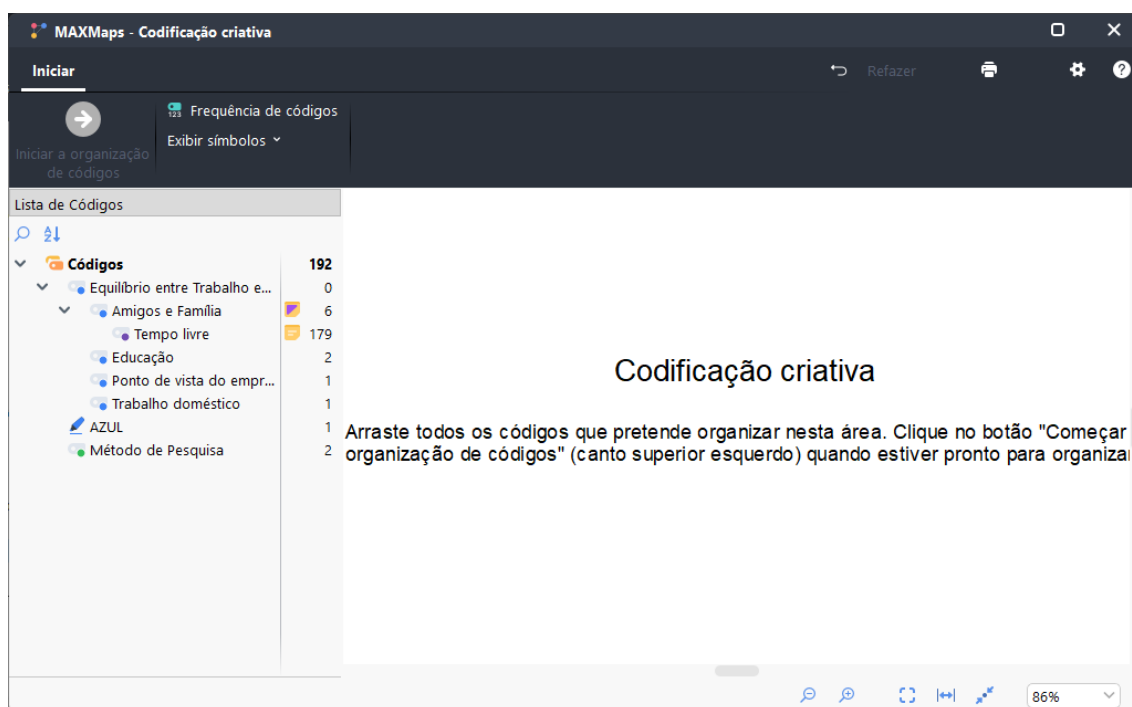 MAXMaps - Codificação criativa
Iniciar
Refazer
Iniciar a organização
de códigos
123
Frequência de códigos
Exibir símbolos
Lista de Códigos
Códigos 192
Equilíbrio entre Trabalho e... 0
Amigos e Família 6
Tempo livre 179
Educação 2
Ponto de vista do empr... 1
Trabalho doméstico 1
AZUL 1
Método de Pesquisa 2
Codificação criativa
Arraste todos os códigos que pretende organizar nesta área. Clique no botão "Começar
organização de códigos" (canto superior esquerdo) quando estiver pronto para organizar
86%